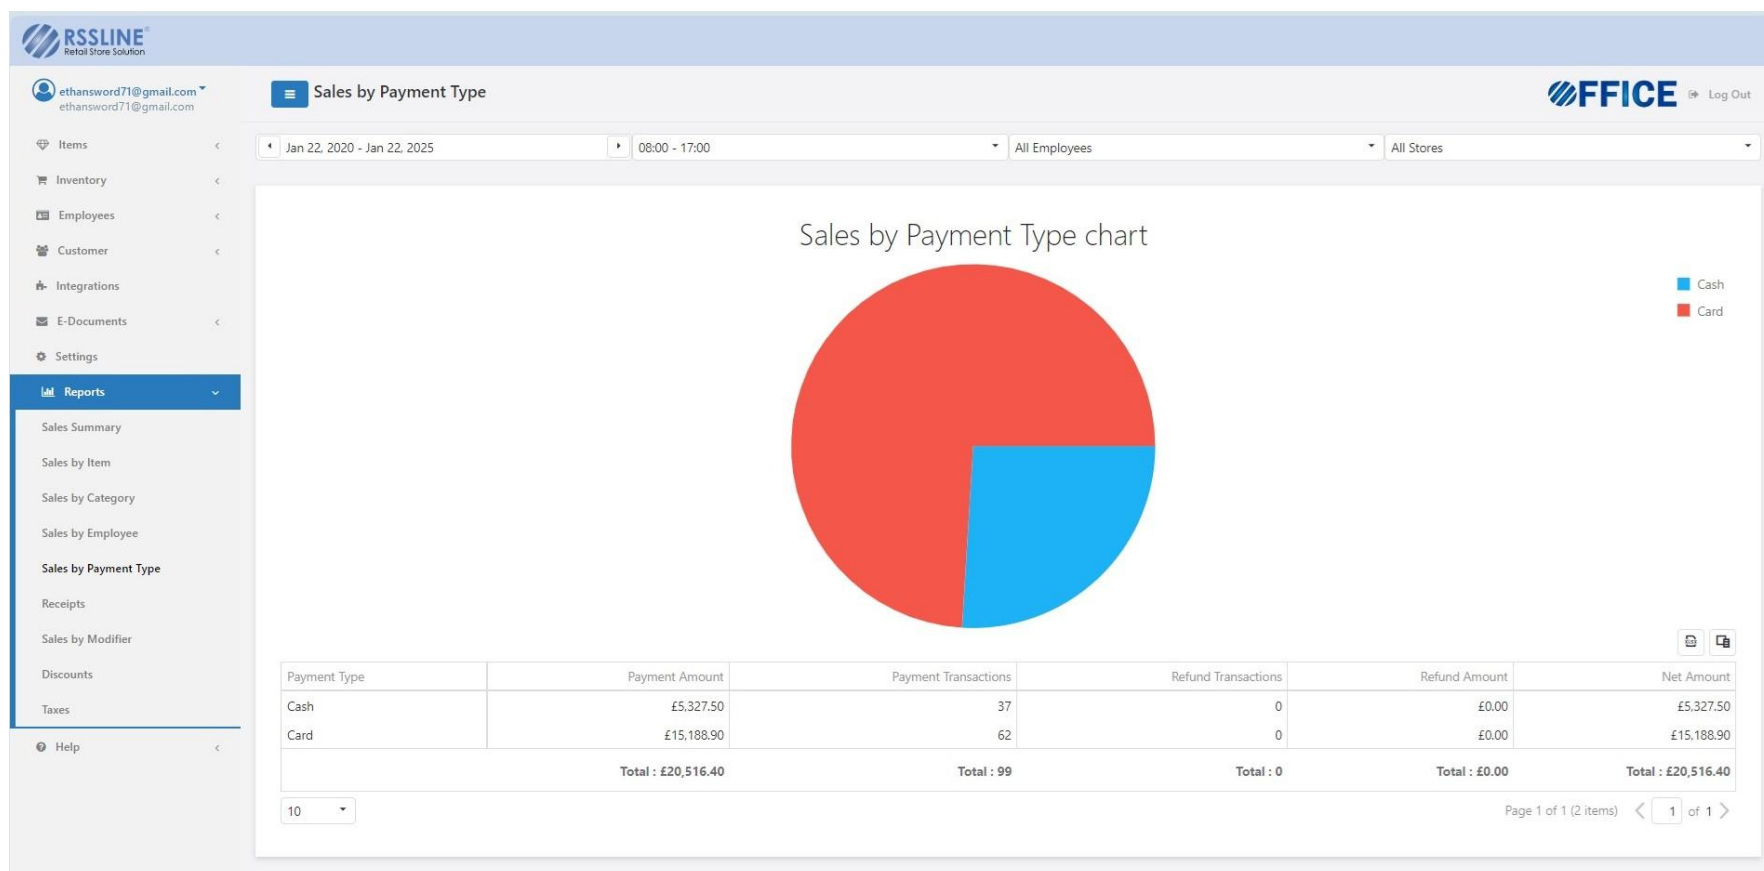 RSSLINE®
Retail Store Solution
ethansword71@gmail.com
ethansword71@gmail.com
Sales by Payment Type
OFFICE
Log Out
Jan 22, 2020 - Jan 22, 2025
08:00 - 17:00
All Employees
All Stores
Items
Inventory
Employees
Customer
Integrations
E-Documents
Settings
Reports
Sales Summary
Sales by Item
Sales by Category
Sales by Employee
Sales by Payment Type
Receipts
Sales by Modifier
Discounts
Taxes
Help
Sales by Payment Type chart
Cash
Card
Payment Type Payment Amount Payment Transactions Refund Transactions Refund Amount Net Amount
Cash £5,327.50 37 0 £0.00 £5,327.50
Card £15,188.90 62 0 £0.00 £15,188.90
Total : £20,516.40 Total : 99 Total : 0 Total : £0.00 Total : £20,516.40
10
Page 1 of 1 (2 items) 1 of 1